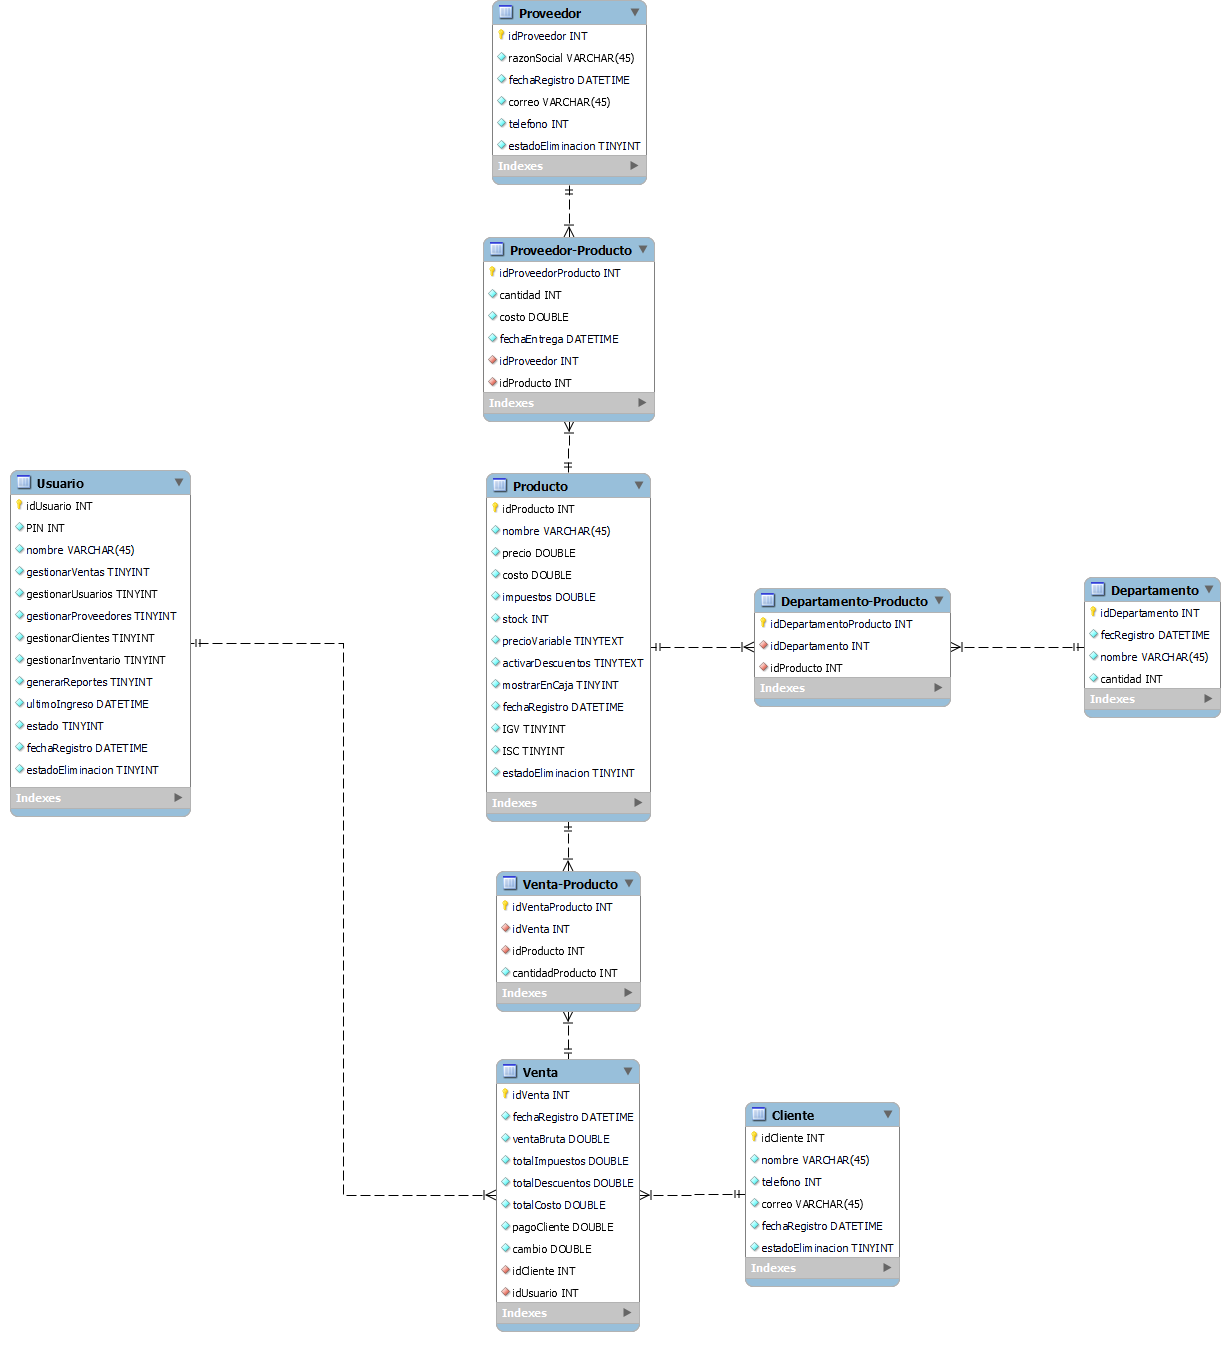 Proveedor
idProveedor INT
razonSocial VARCHAR(45)
fechaRegistro DATETIME
correo VARCHAR(45)
telefono INT
estadoEliminacion TINYINT
Indexes
Proveedor-Producto
idProveedorProducto INT
cantidad INT
costo DOUBLE
fechaEntrega DATETIME
idProveedor INT
idProducto INT
Indexes
Usuario
idUsuario INT
PIN INT
nombre VARCHAR(45)
gestionarVentas TINYINT
gestionarUsuarios TINYINT
gestionarProveedores TINYINT
gestionarClientes TINYINT
gestionarInventario TINYINT
generarReportes TINYINT
ultimoIngreso DATETIME
estado TINYINT
fechaRegistro DATETIME
estadoEliminacion TINYINT
Indexes
Producto
idProducto INT
nombre VARCHAR(45)
precio DOUBLE
costo DOUBLE
impuestos DOUBLE
stock INT
precioVariable TINYTEXT
activarDescuentos TINYTEXT
mostrarEnCaja TINYINT
fechaRegistro DATETIME
IGV TINYINT
ISC TINYINT
estadoEliminacion TINYINT
Indexes
Departamento-Producto
idDepartamentoProducto INT
idDepartamento INT
idProducto INT
Indexes
Departamento
idDepartamento INT
fecRegistro DATETIME
nombre VARCHAR(45)
cantidad INT
Indexes
Venta-Producto
idVentaProducto INT
idVenta INT
idProducto INT
cantidadProducto INT
Indexes
Venta
idVenta INT
fechaRegistro DATETIME
ventaBruta DOUBLE
totalImpuestos DOUBLE
totalDescuentos DOUBLE
totalCosto DOUBLE
pagoCliente DOUBLE
cambio DOUBLE
idCliente INT
idUsuario INT
Indexes
Cliente
idCliente INT
nombre VARCHAR(45)
telefono INT
correo VARCHAR(45)
fechaRegistro DATETIME
estadoEliminacion TINYINT
Indexes